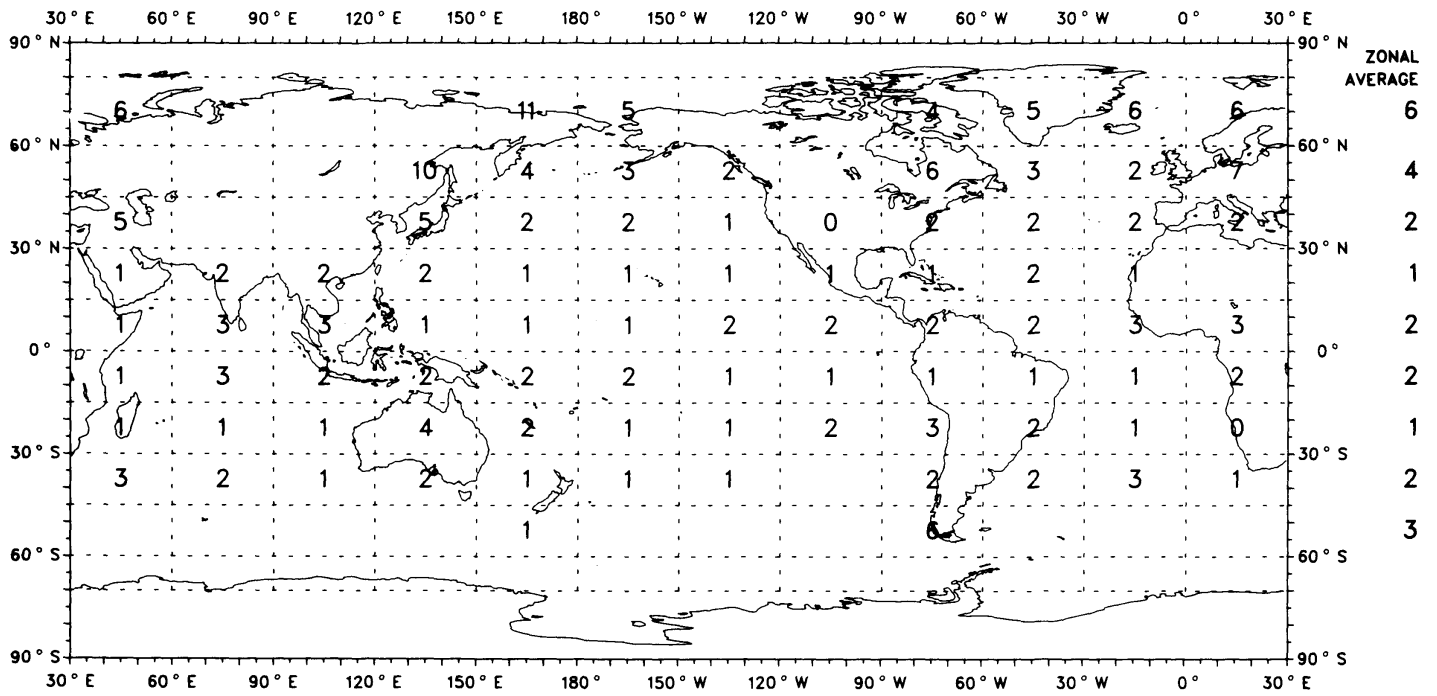 30° E 60° E 90° E 120° E 150° E 180° E 150° W 120° W 90° W 60° W 30° W 0° 30° E
90° N 90° N
ZONAL
AVERAGE
6 11 5 4 5 6 6 6
60° N 60° N
10 4 3 2 6 3 2 7 4
5 5 2 2 1 0 2 2 2 2 2
30° N 30° N
1 2 2 2 1 1 1 1 1 2 1 1
1 3 3 1 1 1 2 2 2 2 3 3 2
0° 0°
1 3 2 2 2 2 1 1 1 1 1 2 2
1 1 1 4 2 1 1 2 3 2 1 0 1
30° S 30° S
3 2 1 2 1 1 1 2 2 3 1 2
1 6 3
60° S 60° S
90° S 90° S
30° E 60° E 90° E 120° E 150° E 180° E 150° W 120° W 90° W 60° W 30° W 0° 30° E